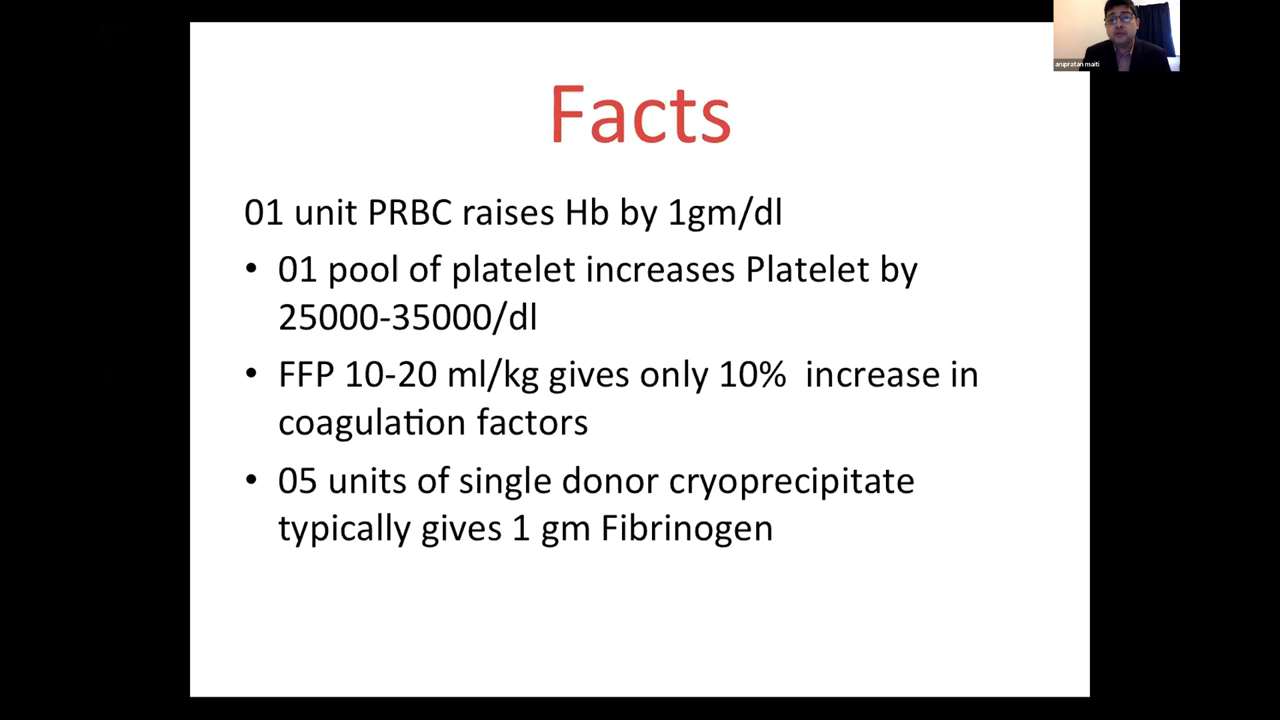 arupratan maiti
Facts
01 unit PRBC raises Hb by 1gm/dl
• 01 pool of platelet increases Platelet by
25000-35000/dl
• FFP 10-20 ml/kg gives only 10% increase in
coagulation factors
• 05 units of single donor cryoprecipitate
typically gives 1 gm Fibrinogen